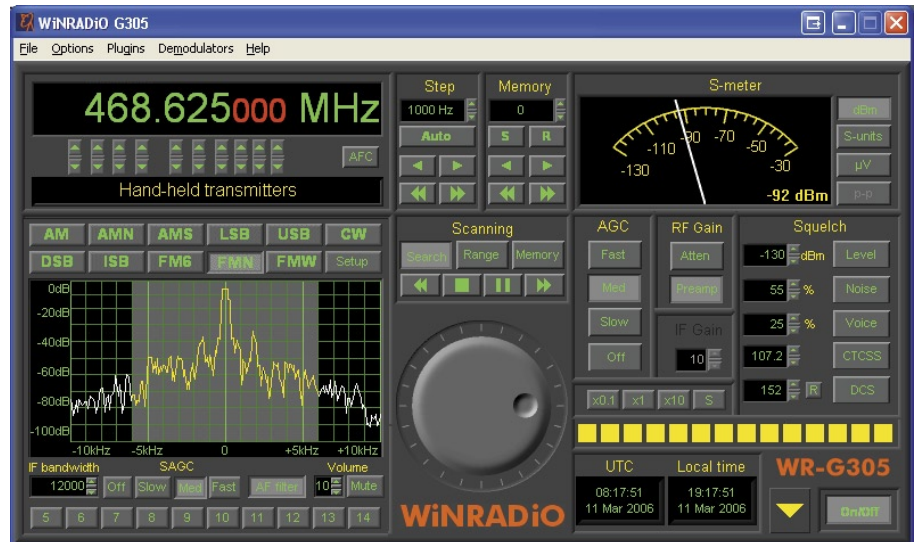 WiNRADiO G305
File Options Plugins Demodulators Help
468.625000 MHz
AFC
Hand-held transmitters
Step
1000 Hz
Auto
Memory
0
S R
S-meter
-130 -110 -90 -70 -50 -30
-92 dBm
dBm
S-units
µV
p-p
AM AMN AMS LSB USB CW
DSB ISB FM6 FMN FMW Setup
0dB
-20dB
-40dB
-60dB
-80dB
-100dB
-10kHz -5kHz 0 +5kHz +10kHz
IF bandwidth SAGC Volume
12000 Off Slow Med Fast AF filter 10 Mute
5 6 7 8 9 10 11 12 13 14
Scanning
Search Range Memory
WiNRADiO
AGC
Fast
Med
Slow
Off
RF Gain
Atten
Preamp
IF Gain
10
Squelch
-130 dBm Level
55 % Noise
25 % Voice
107.2 CTCSS
152 R DCS
x0.1 x1 x10 S
UTC
08:17:51
11 Mar 2006
Local time
19:17:51
11 Mar 2006
WR-G305
On/Off